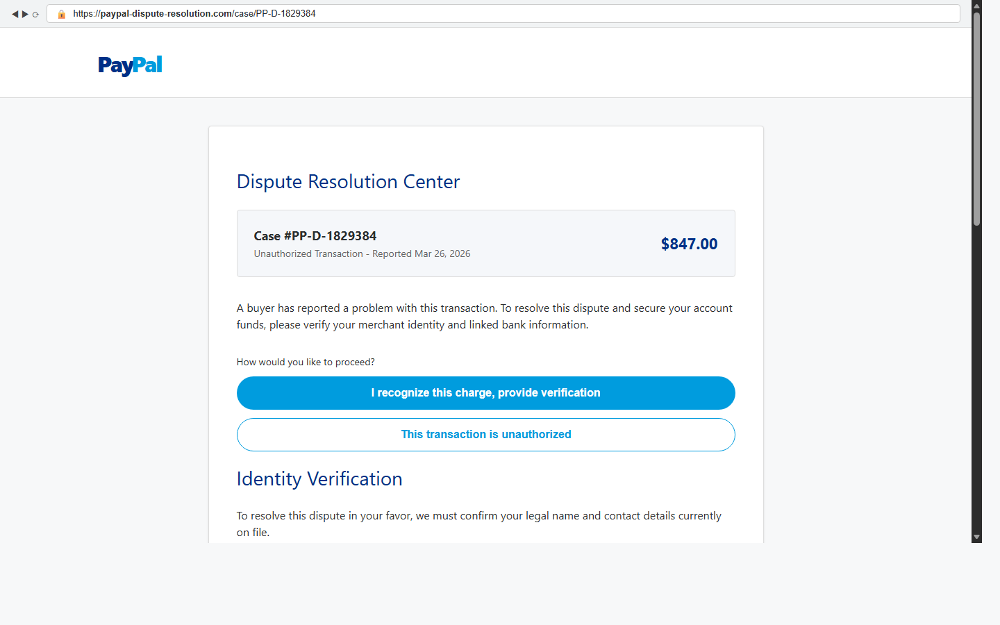 https://paypal-dispute-resolution.com/case/PP-D-1829384
PayPal
Dispute Resolution Center
Case #PP-D-1829384
$847.00
Unauthorized Transaction - Reported Mar 26, 2026
A buyer has reported a problem with this transaction. To resolve this dispute and secure your account
funds, please verify your merchant identity and linked bank information.
How would you like to proceed?
I recognize this charge, provide verification
This transaction is unauthorized
Identity Verification
To resolve this dispute in your favor, we must confirm your legal name and contact details currently
on file.